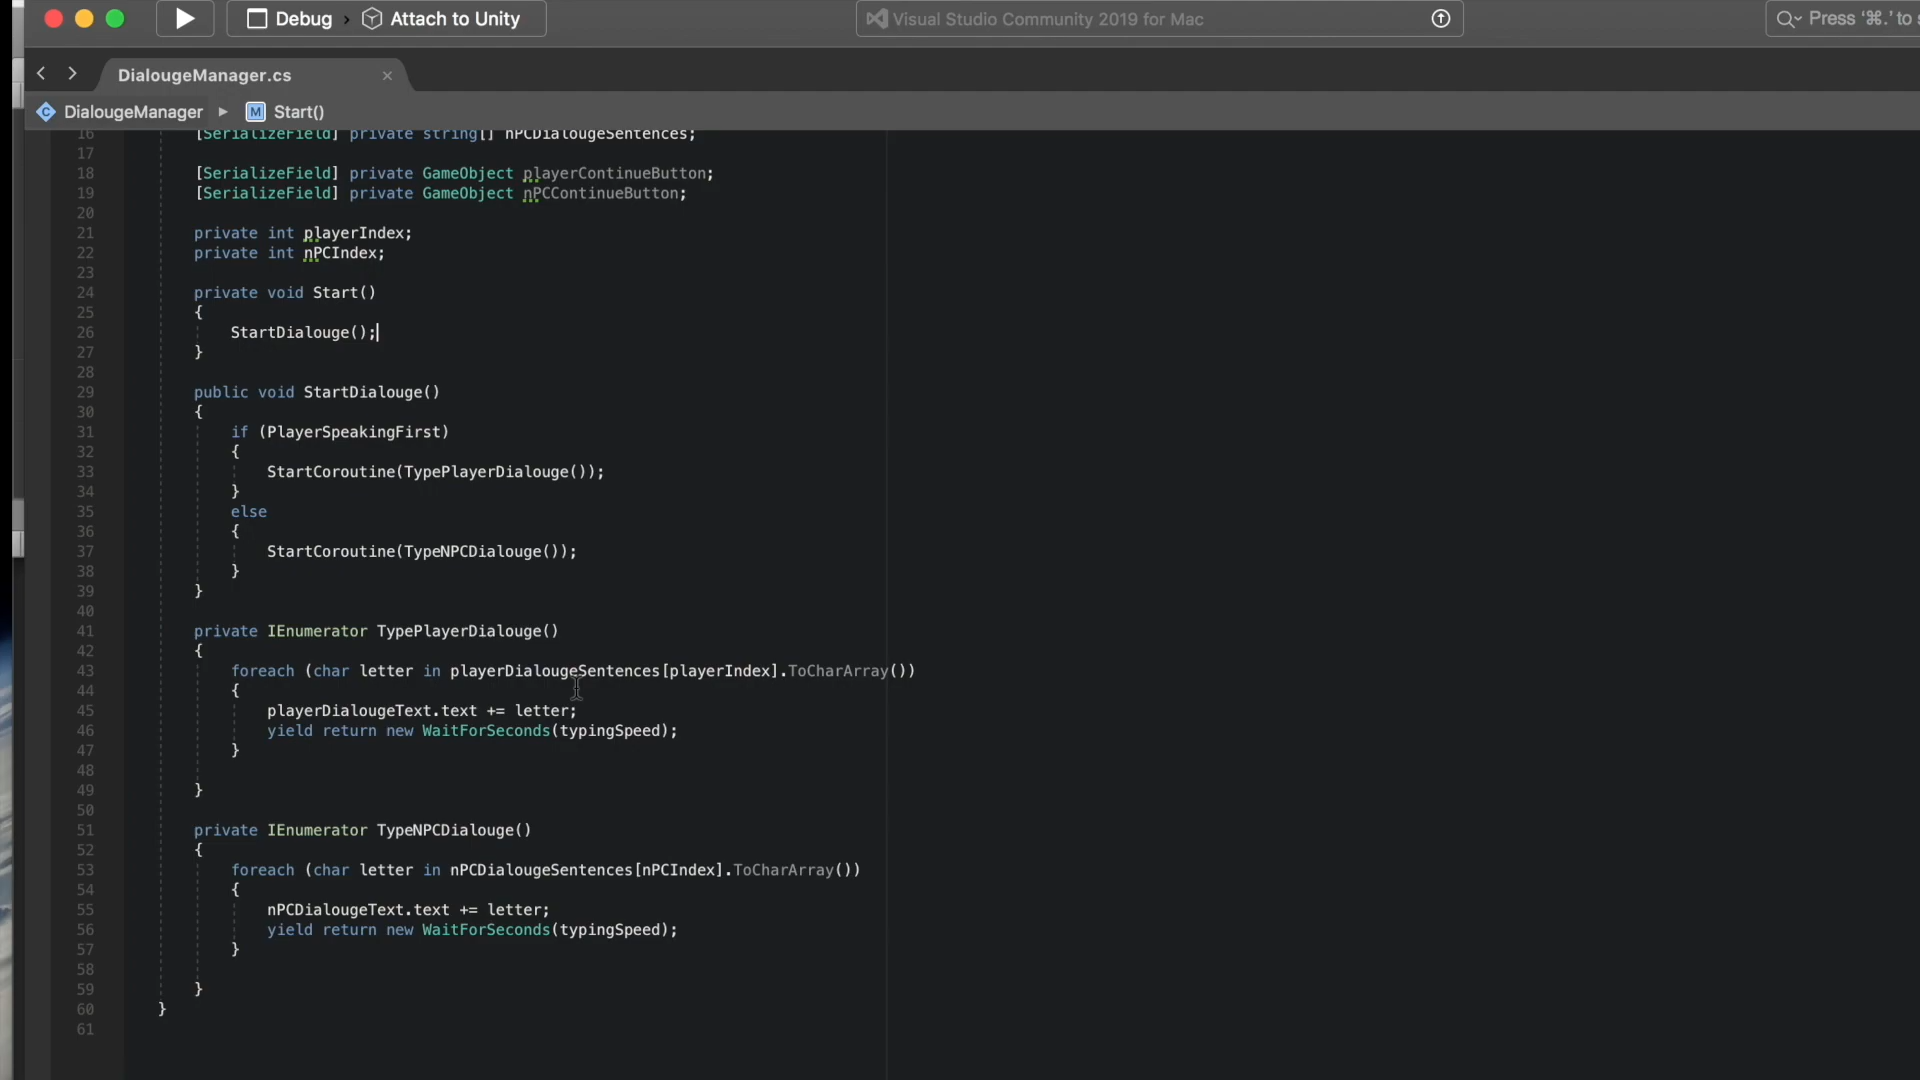 Debug › Attach to Unity
Visual Studio Community 2019 for Mac
Press ‘⌘.’ to s
DialougeManager.cs
DialougeManager ▸ M Start()
16 [SerializeField] private string[] nPCDialougeSentences;
17
18 [SerializeField] private GameObject playerContinueButton;
19 [SerializeField] private GameObject nPCContinueButton;
20
21 private int playerIndex;
22 private int nPCIndex;
23
24 private void Start()
25 {
26 StartDialouge();
27 }
28
29 public void StartDialouge()
30 {
31 if (PlayerSpeakingFirst)
32 {
33 StartCoroutine(TypePlayerDialouge());
34 }
35 else
36 {
37 StartCoroutine(TypeNPCDialouge());
38 }
39 }
40
41 private IEnumerator TypePlayerDialouge()
42 {
43 foreach (char letter in playerDialougeSentences[playerIndex].ToCharArray())
44 {
45 playerDialougeText.text += letter;
46 yield return new WaitForSeconds(typingSpeed);
47 }
48
49 }
50
51 private IEnumerator TypeNPCDialouge()
52 {
53 foreach (char letter in nPCDialougeSentences[nPCIndex].ToCharArray())
54 {
55 nPCDialougeText.text += letter;
56 yield return new WaitForSeconds(typingSpeed);
57 }
58
59 }
60 }
61